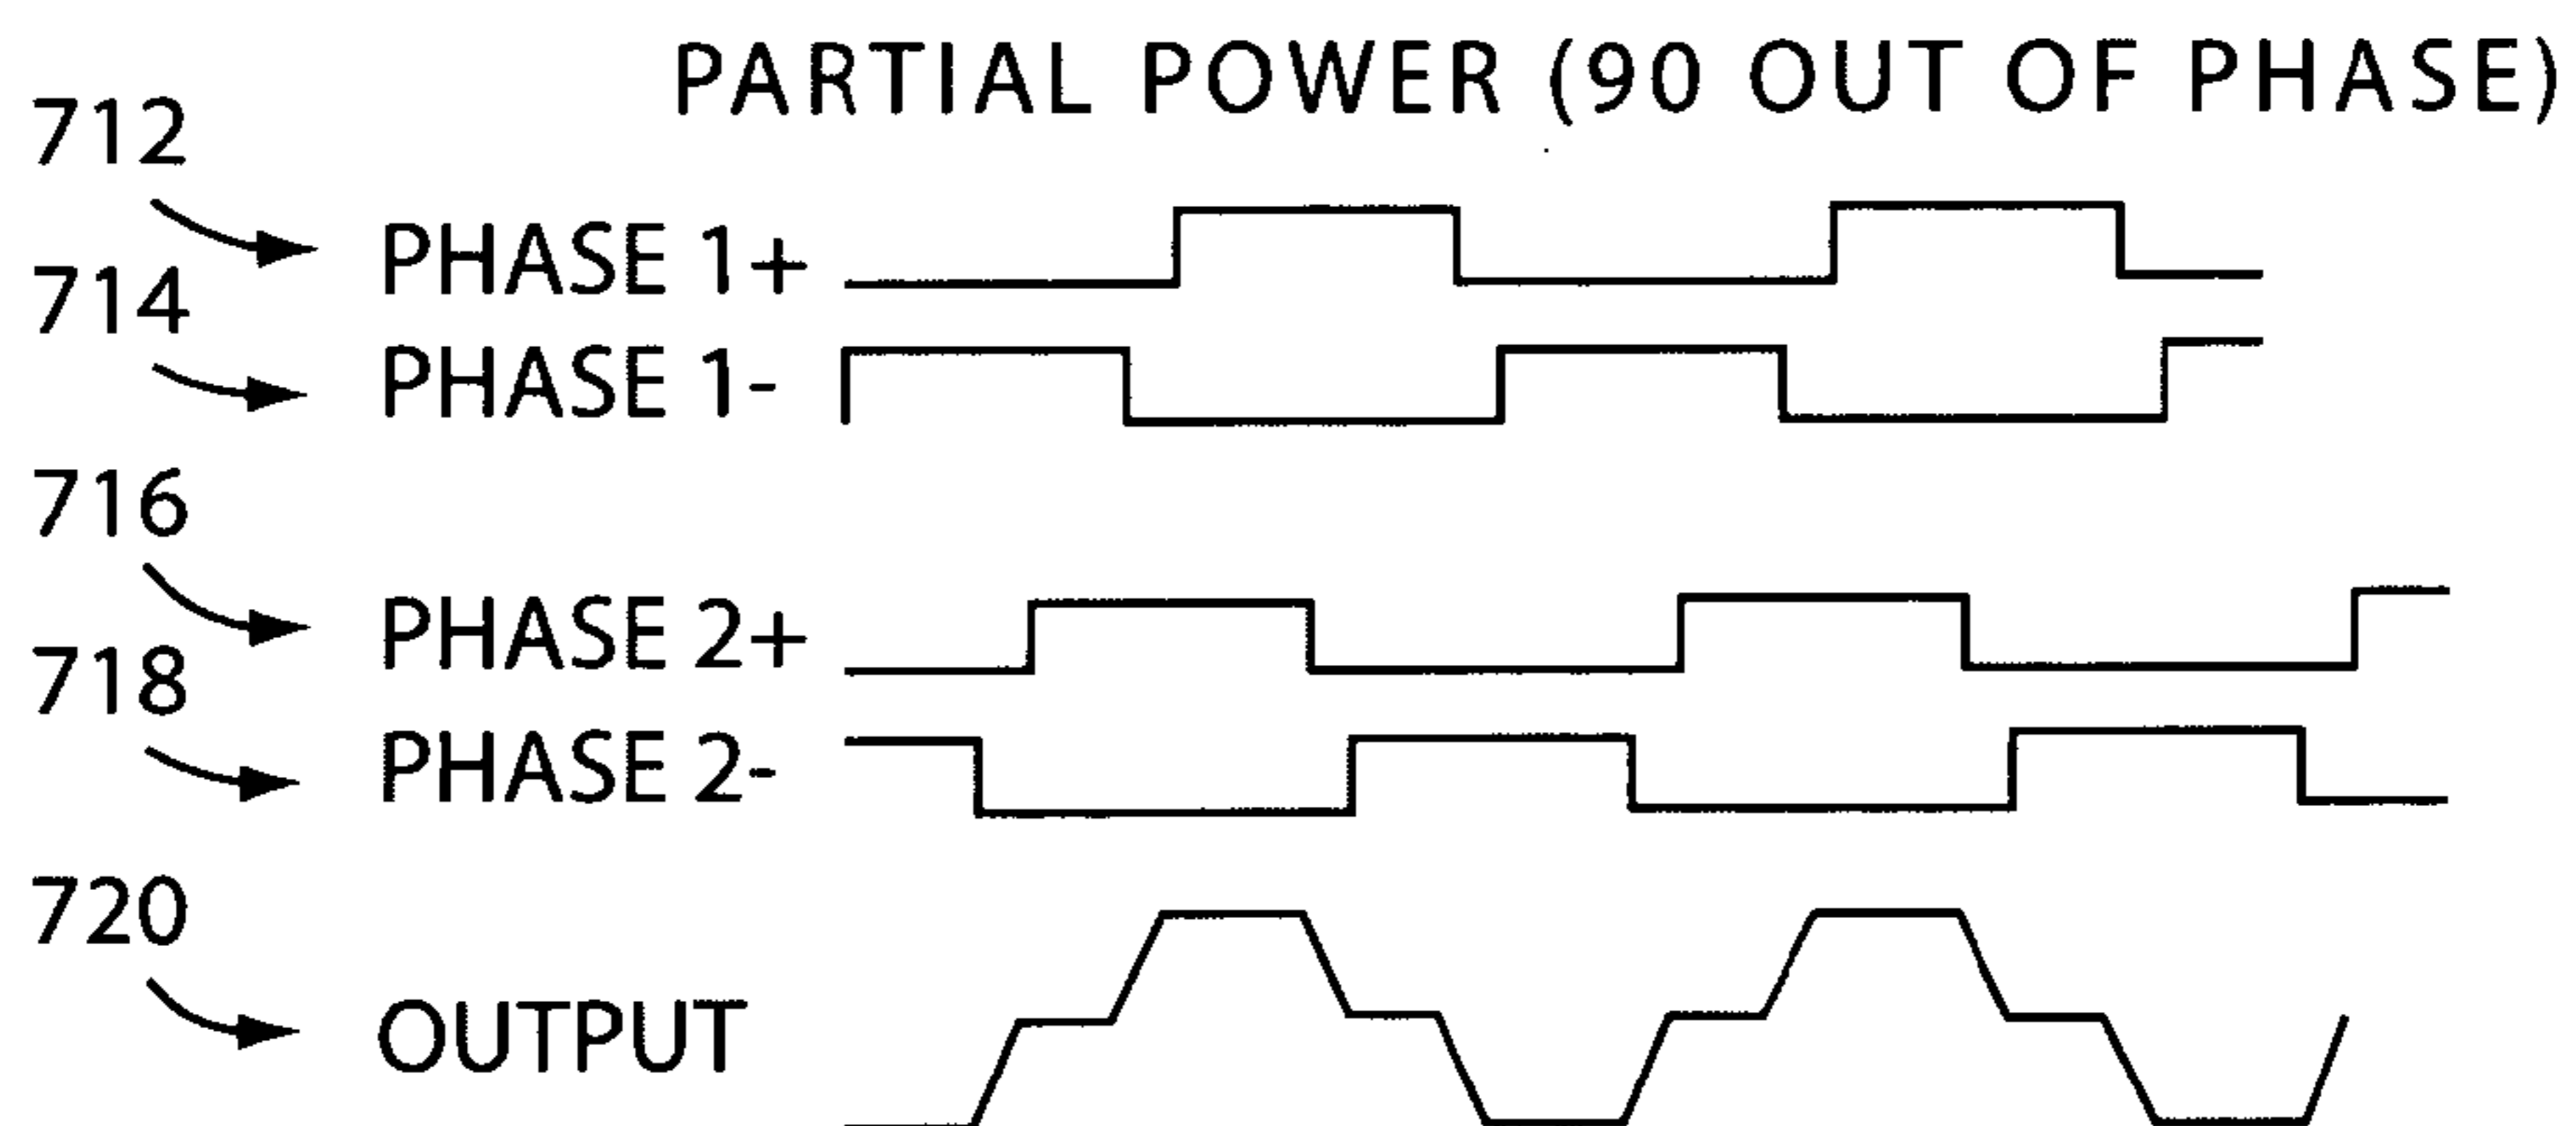 PARTIAL POWER (90 OUT OF PHASE)
712
PHASE 1+
714
PHASE 1-
716
PHASE 2+
718
PHASE 2-
720
OUTPUT